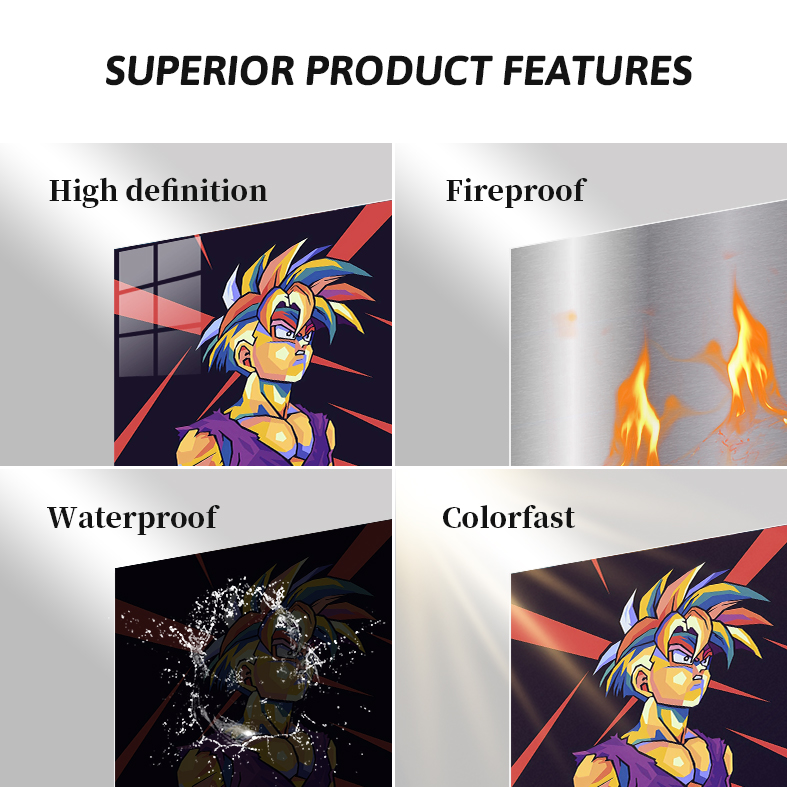 SUPERIOR PRODUCT FEATURES
High definition
Fireproof
Waterproof
Colorfast